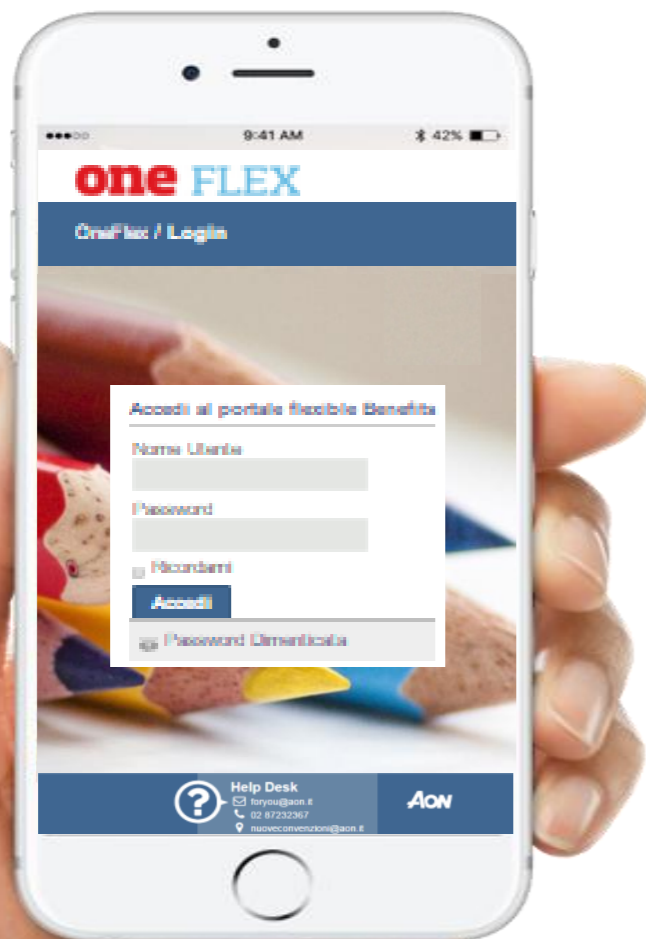 9:41 AM
42%
one FLEX
OneFlex / Login
Accedi al portale flexible Benefits
Nome Utente
Password
Ricordami
Accedi
Password Dimenticata
Help Desk
foryou@aon.it
02 87232367
nuoveconvenzioni@aon.it
?
AON